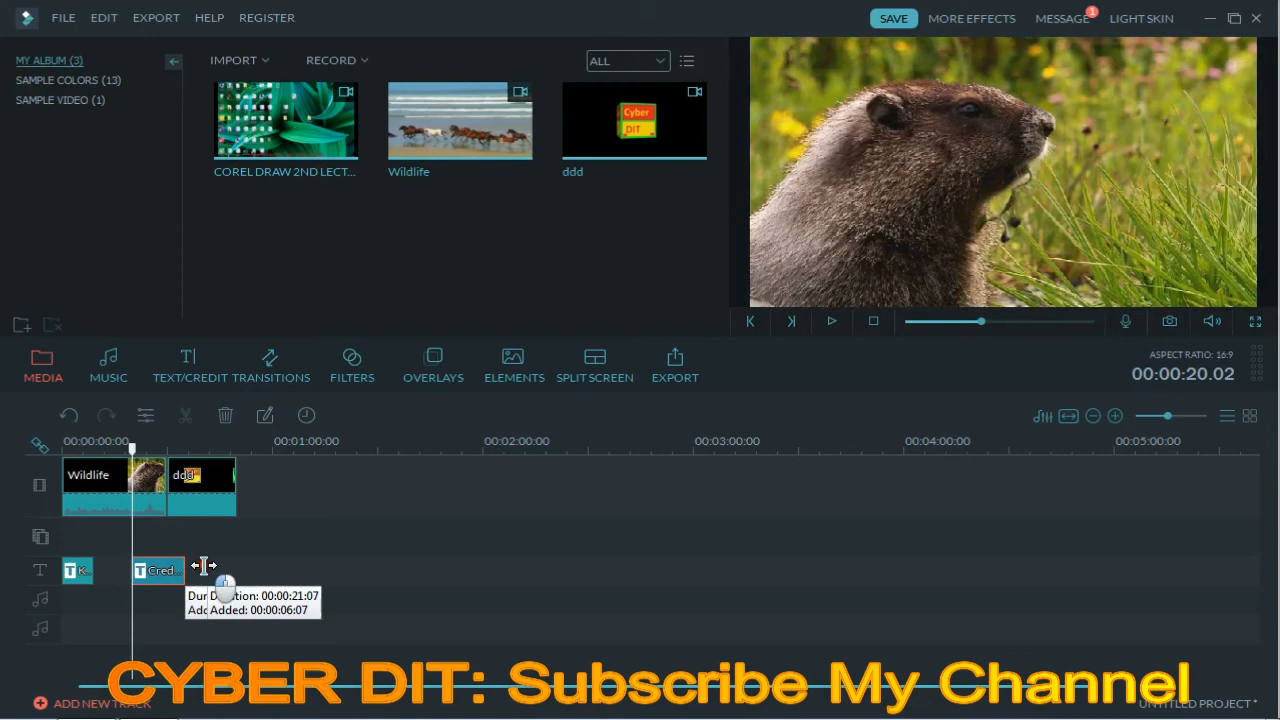 FILE EDIT EXPORT HELP REGISTER SAVE MORE EFFECTS MESSAGE 1 LIGHT SKIN
MY ALBUM (3)
SAMPLE COLORS (13)
SAMPLE VIDEO (1)
IMPORT RECORD ALL
Cyber
DIT
COREL DRAW 2ND LECT... Wildlife ddd
MEDIA MUSIC TEXT/CREDIT TRANSITIONS FILTERS OVERLAYS ELEMENTS SPLIT SCREEN EXPORT
ASPECT RATIO: 16:9
00:00:20.02
00:00:00:00 00:01:00:00 00:02:00:00 00:03:00:00 00:04:00:00 00:05:00:00
Wildlife ddd
T K... T Cred...
Duration: 00:00:21:07
Added: 00:00:06:07
CYBER DIT: Subscribe My Channel
ADD NEW TRACK UNTITLED PROJECT *